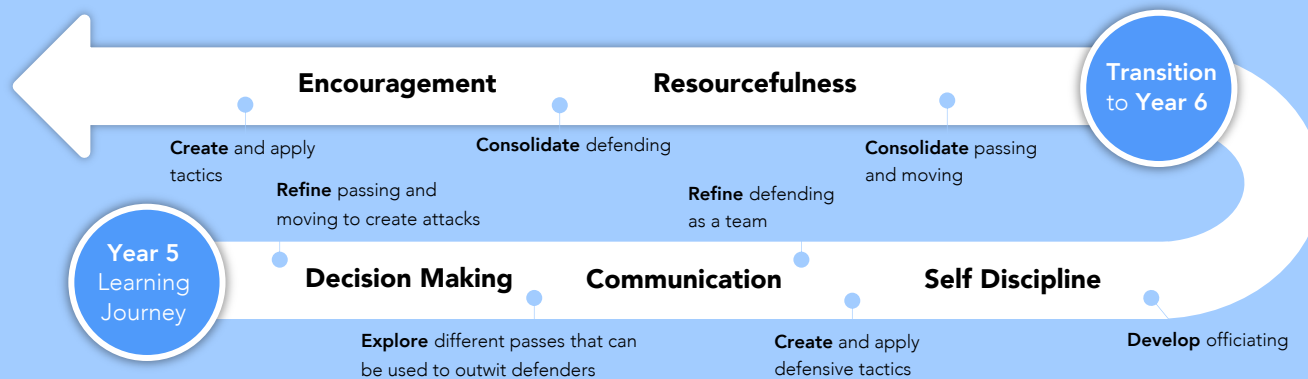 Encouragement
Resourcefulness
Transition
to Year 6
Create and apply
tactics
Consolidate defending
Consolidate passing
and moving
Refine passing and
moving to create attacks
Refine defending
as a team
Year 5
Learning
Journey
Decision Making
Communication
Self Discipline
Explore different passes that can
be used to outwit defenders
Create and apply
defensive tactics
Develop officiating